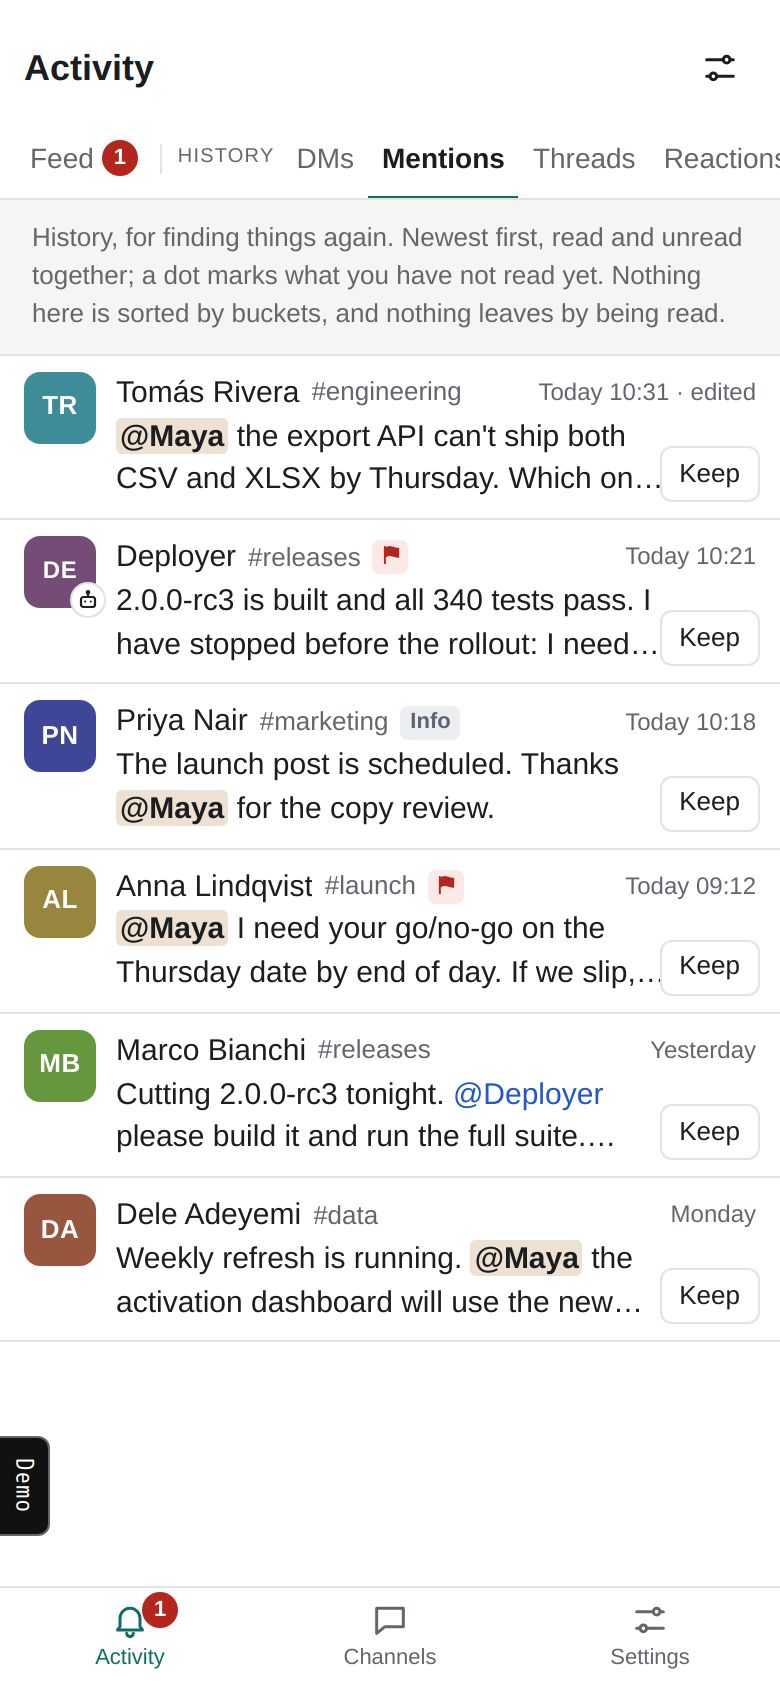 Activity
Feed 1 HISTORY DMs Mentions Threads Reactions
History, for finding things again. Newest first, read and unread
together; a dot marks what you have not read yet. Nothing
here is sorted by buckets, and nothing leaves by being read.
TR Tomás Rivera #engineering Today 10:31 · edited
@Maya the export API can't ship both
CSV and XLSX by Thursday. Which on…
Keep
DE Deployer #releases Today 10:21
2.0.0-rc3 is built and all 340 tests pass. I
have stopped before the rollout: I need…
Keep
PN Priya Nair #marketing Info Today 10:18
The launch post is scheduled. Thanks
@Maya for the copy review.
Keep
AL Anna Lindqvist #launch Today 09:12
@Maya I need your go/no-go on the
Thursday date by end of day. If we slip,…
Keep
MB Marco Bianchi #releases Yesterday
Cutting 2.0.0-rc3 tonight. @Deployer
please build it and run the full suite.…
Keep
DA Dele Adeyemi #data Monday
Weekly refresh is running. @Maya the
activation dashboard will use the new…
Keep
Demo
1
Activity Channels Settings